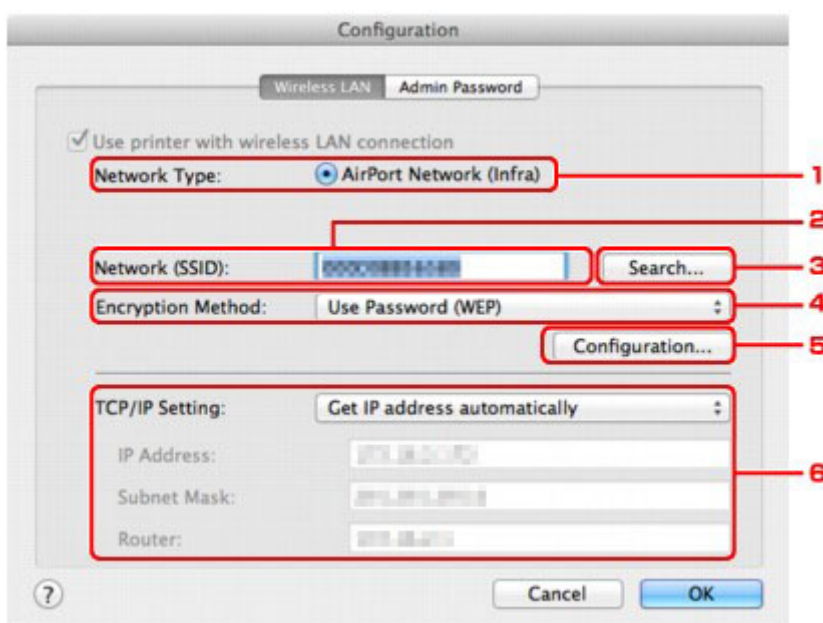 Configuration
Wireless LAN Admin Password
Use printer with wireless LAN connection
Network Type: AirPort Network (Infra) 1
2
Network (SSID): Search... 3
Encryption Method: Use Password (WEP) 4
Configuration... 5
TCP/IP Setting: Get IP address automatically
IP Address:
6
Subnet Mask:
Router:
? Cancel OK